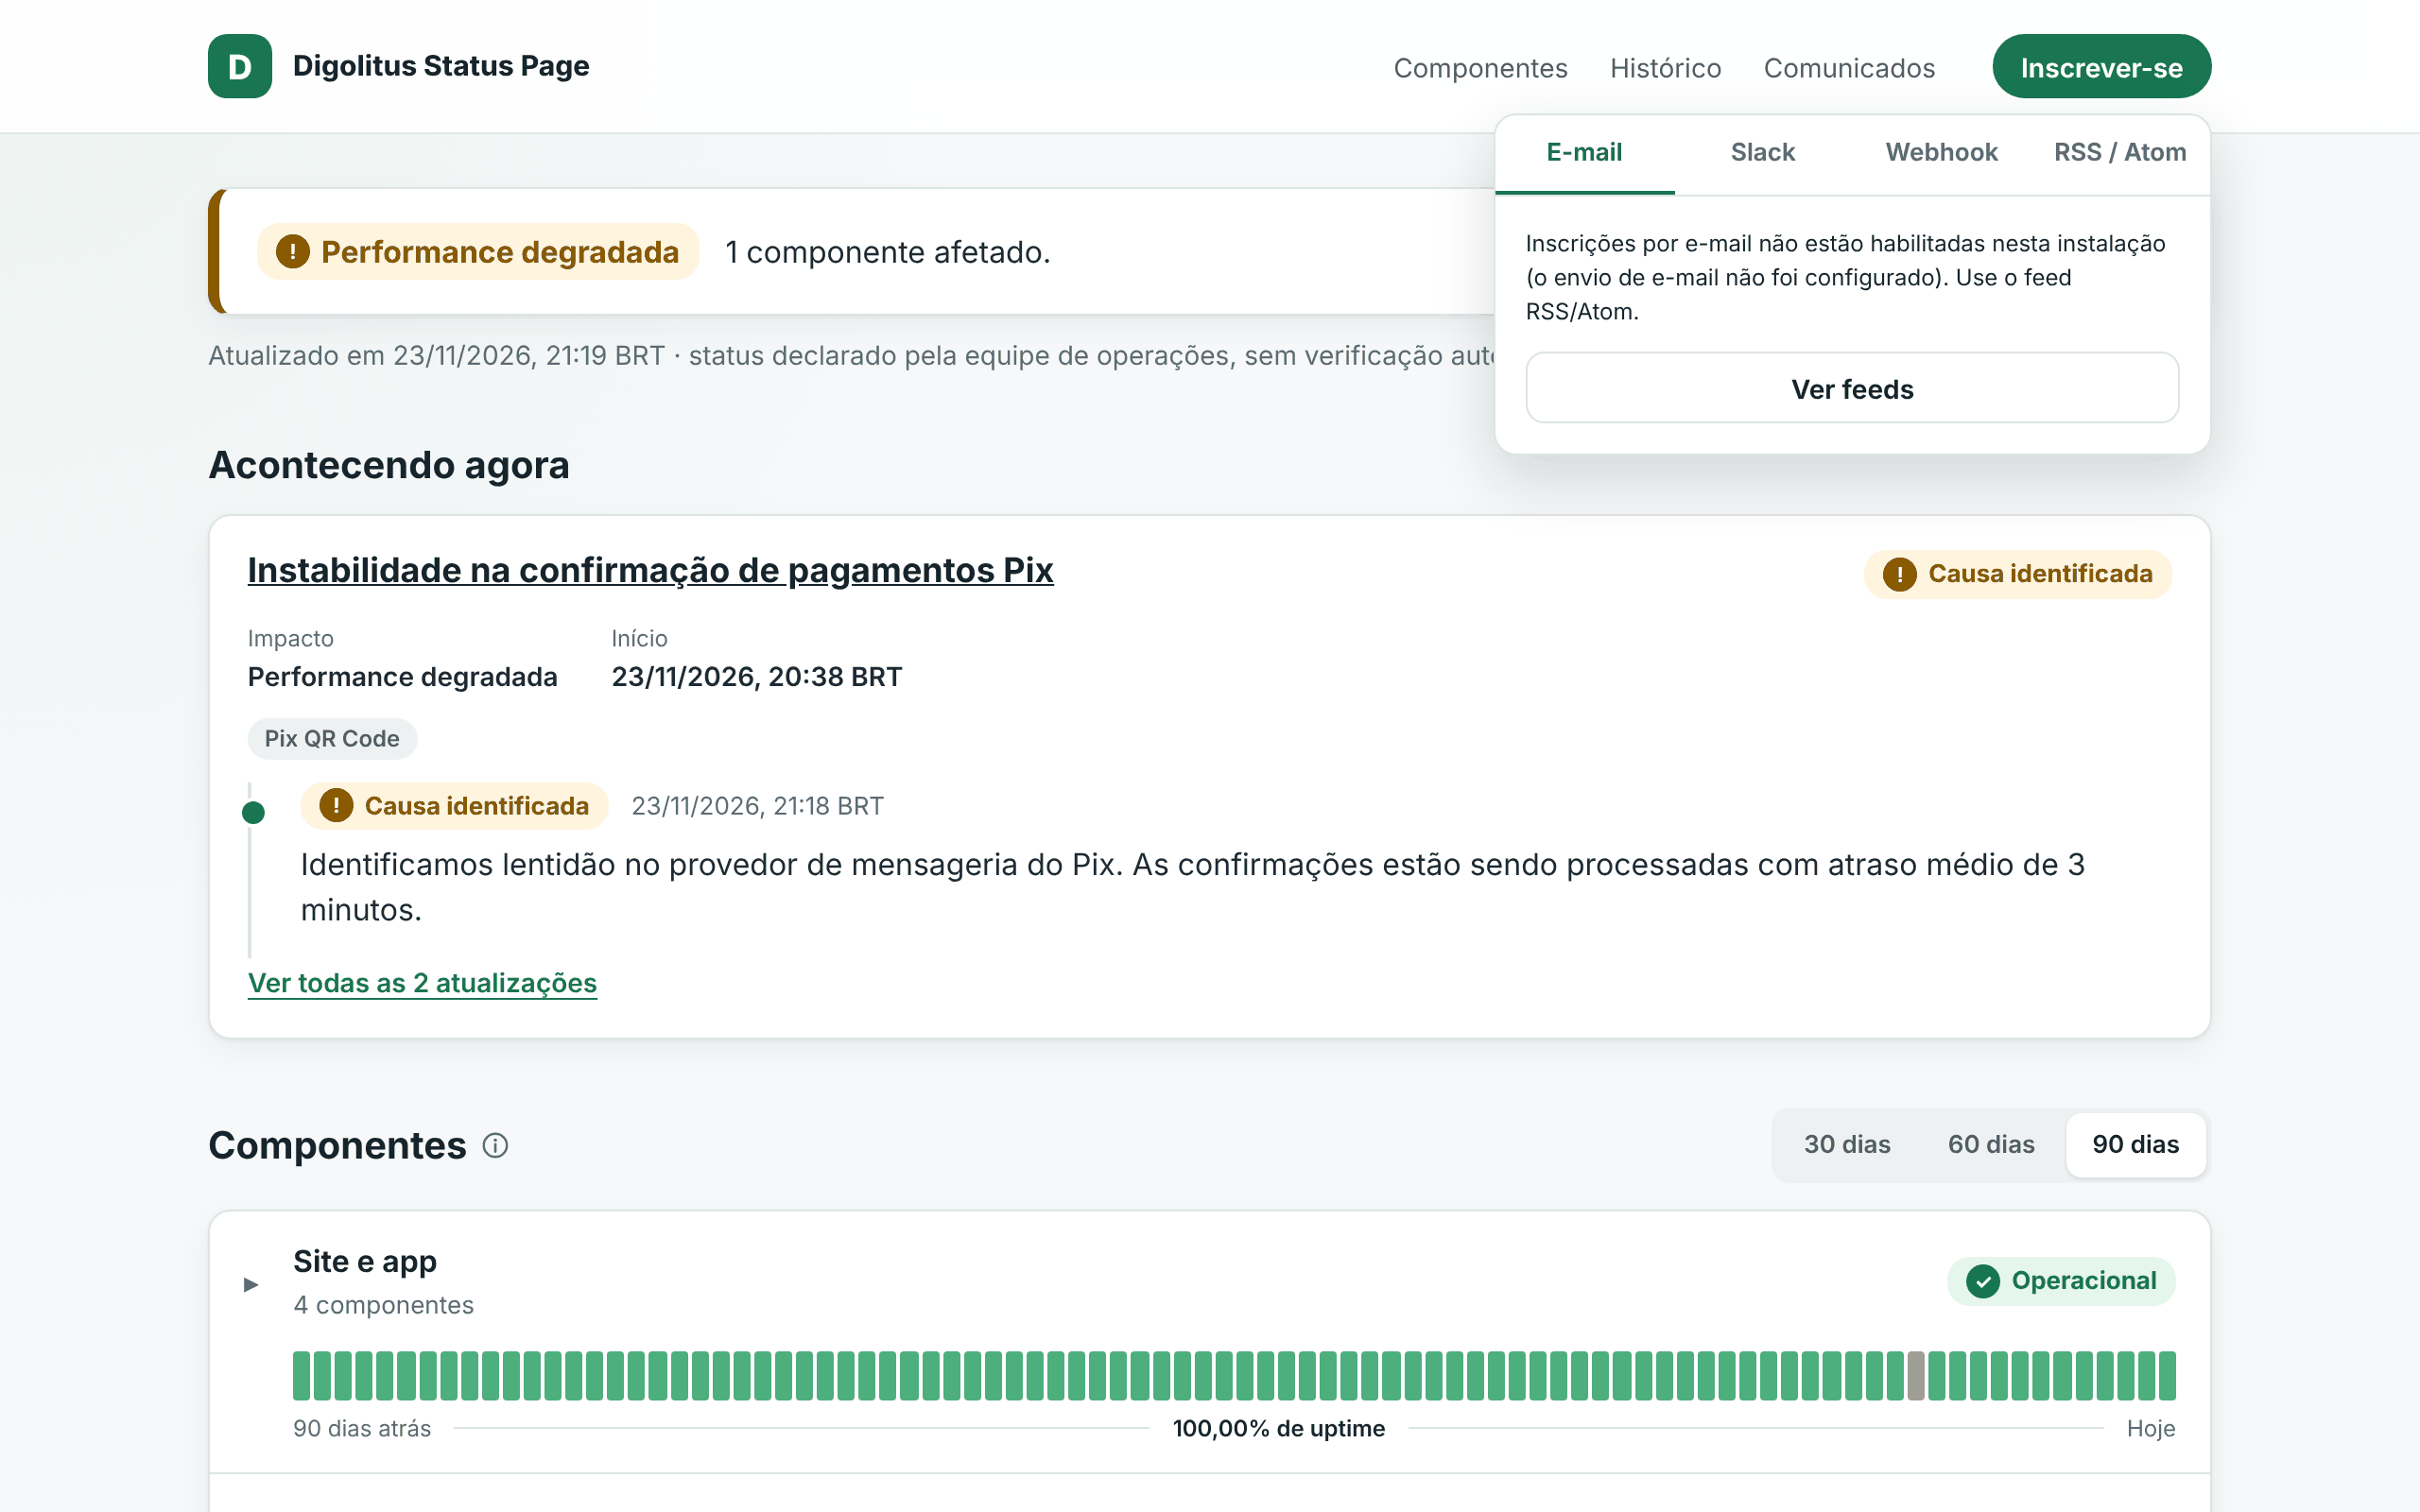 D
Digolitus Status Page
Componentes
Histórico
Comunicados
Inscrever-se
E-mail
Slack
Webhook
RSS / Atom
Inscrições por e-mail não estão habilitadas nesta instalação
(o envio de e-mail não foi configurado). Use o feed
RSS/Atom.
Ver feeds
! Performance degradada
1 componente afetado.
Atualizado em 23/11/2026, 21:19 BRT · status declarado pela equipe de operações, sem verificação
Acontecendo agora
Instabilidade na confirmação de pagamentos Pix
! Causa identificada
Impacto
Performance degradada
Início
23/11/2026, 20:38 BRT
Pix QR Code
! Causa identificada
23/11/2026, 21:18 BRT
Identificamos lentidão no provedor de mensageria do Pix. As confirmações estão sendo processadas com atraso médio de 3
minutos.
Ver todas as 2 atualizações
Componentes
30 dias
60 dias
90 dias
Site e app
4 componentes
Operacional
90 dias atrás
100,00% de uptime
Hoje